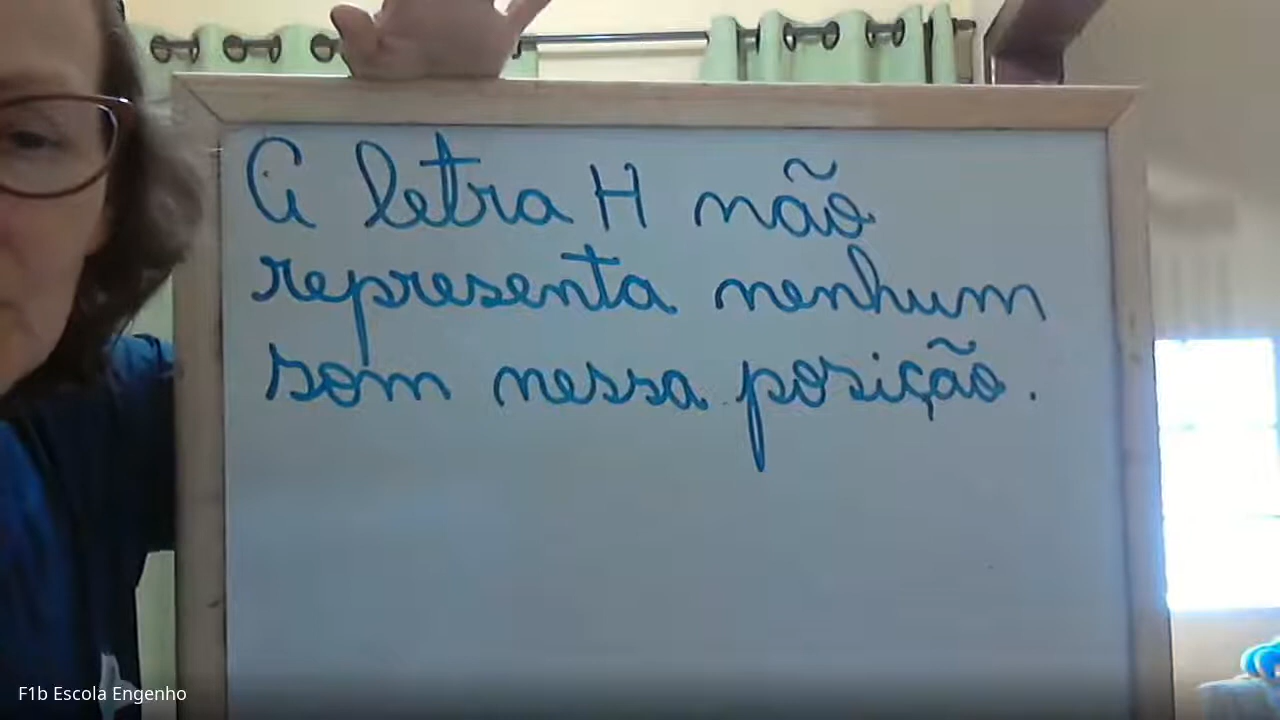 A letra H não
representa nenhum
som nessa posição.
F1b Escola Engenho